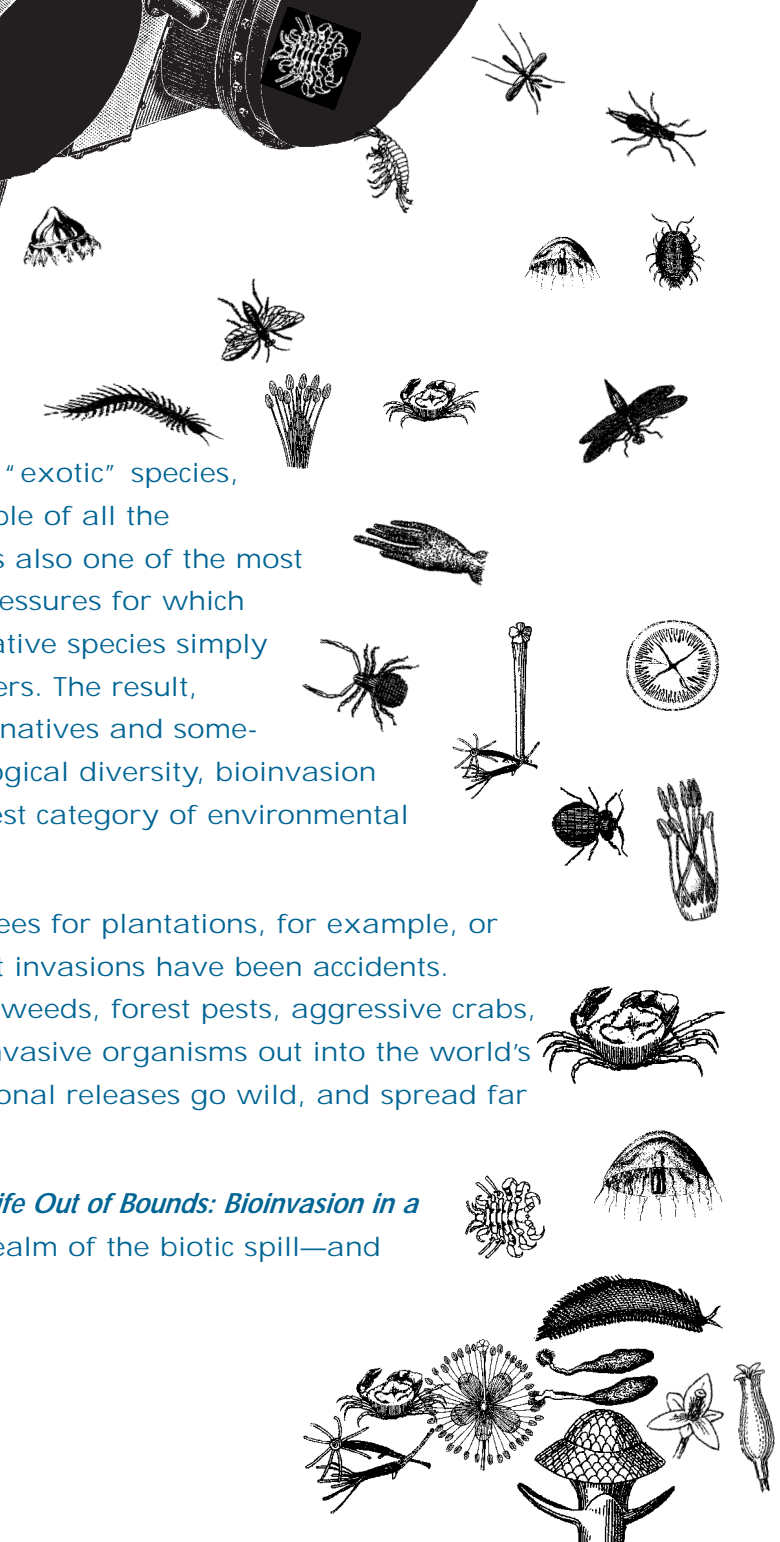 “exotic” species,
ble of all the
s also one of the most
essures for which
ative species simply
ers. The result,
natives and some-
ogical diversity, bioinvasion
est category of environmental
ees for plantations, for example, or
t invasions have been accidents.
weeds, forest pests, aggressive crabs,
nvasive organisms out into the world’s
onal releases go wild, and spread far
ife Out of Bounds: Bioinvasion in a
ealm of the biotic spill—and